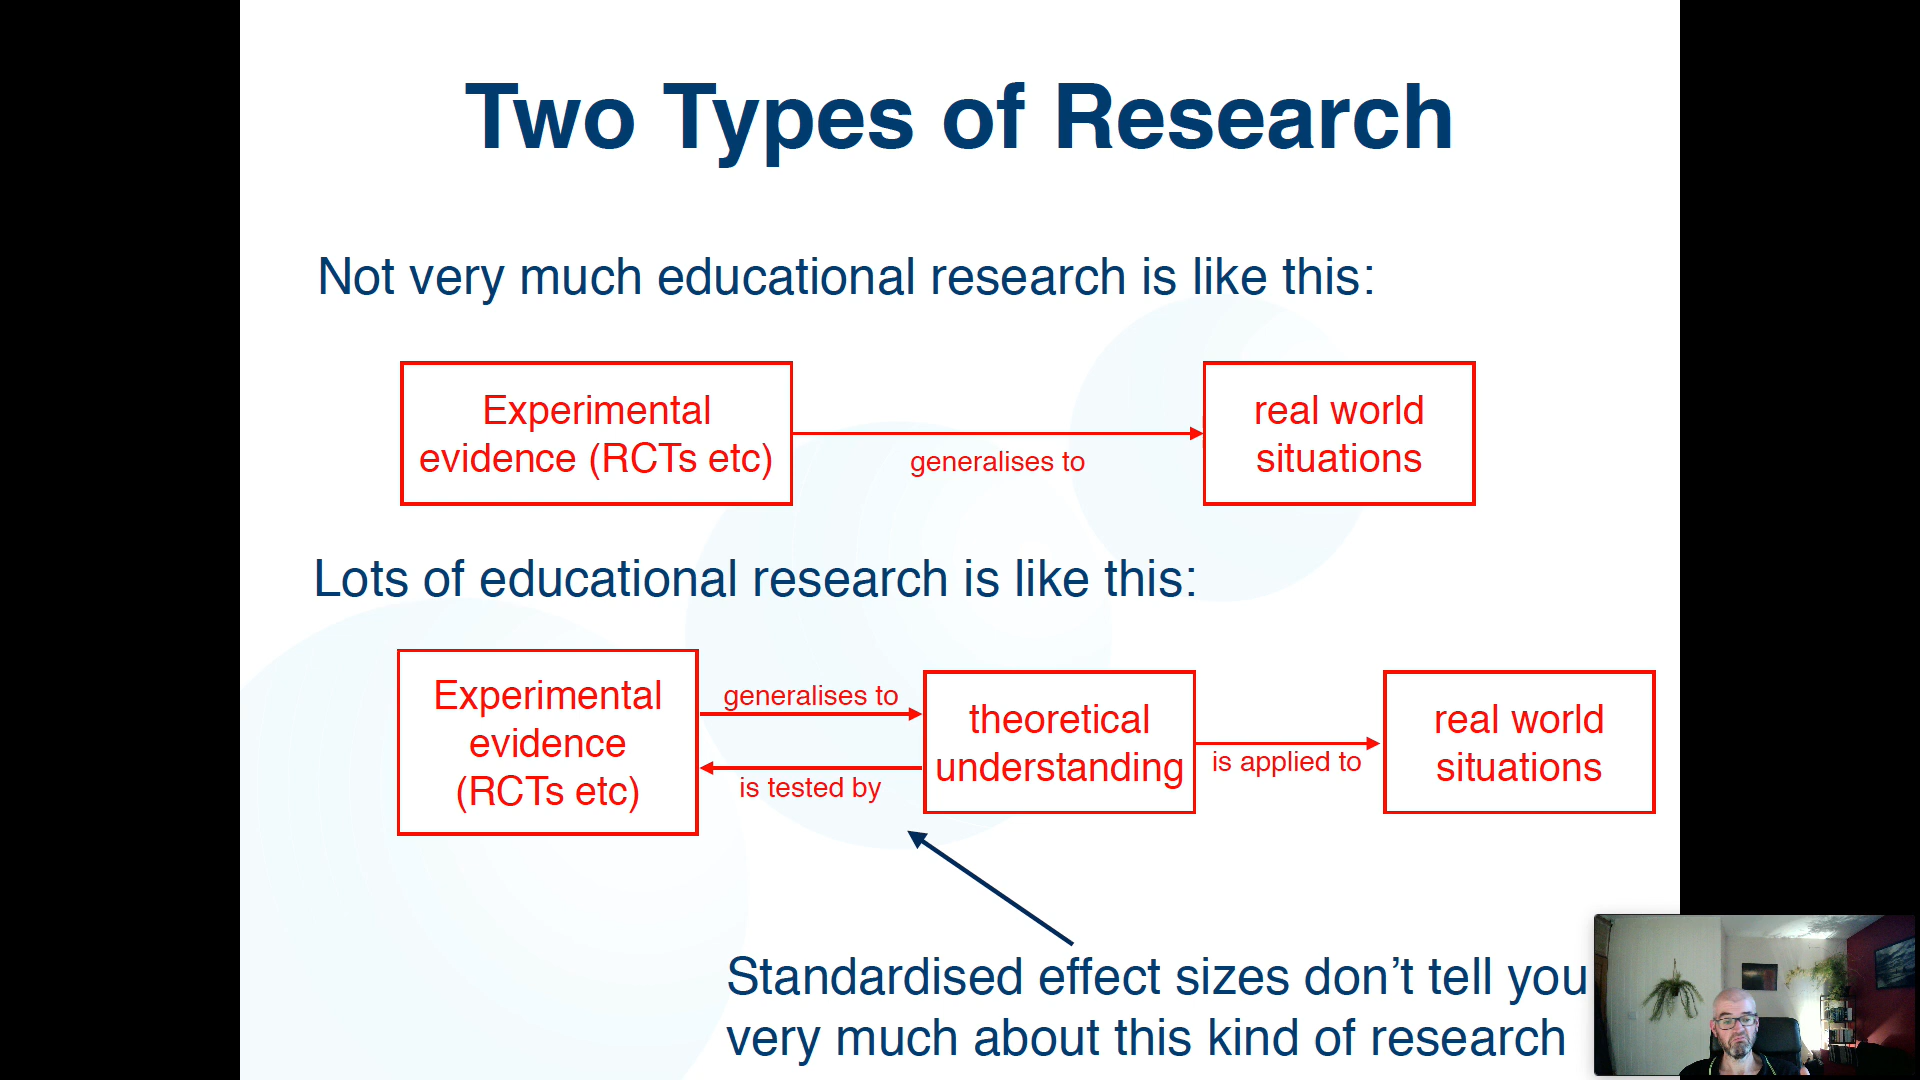 Two Types of Research
Not very much educational research is like this:
Experimental
evidence (RCTs etc)
generalises to
real world
situations
Lots of educational research is like this:
Experimental
evidence
(RCTs etc)
generalises to
is tested by
theoretical
understanding
is applied to
real world
situations
Standardised effect sizes don’t tell you
very much about this kind of research